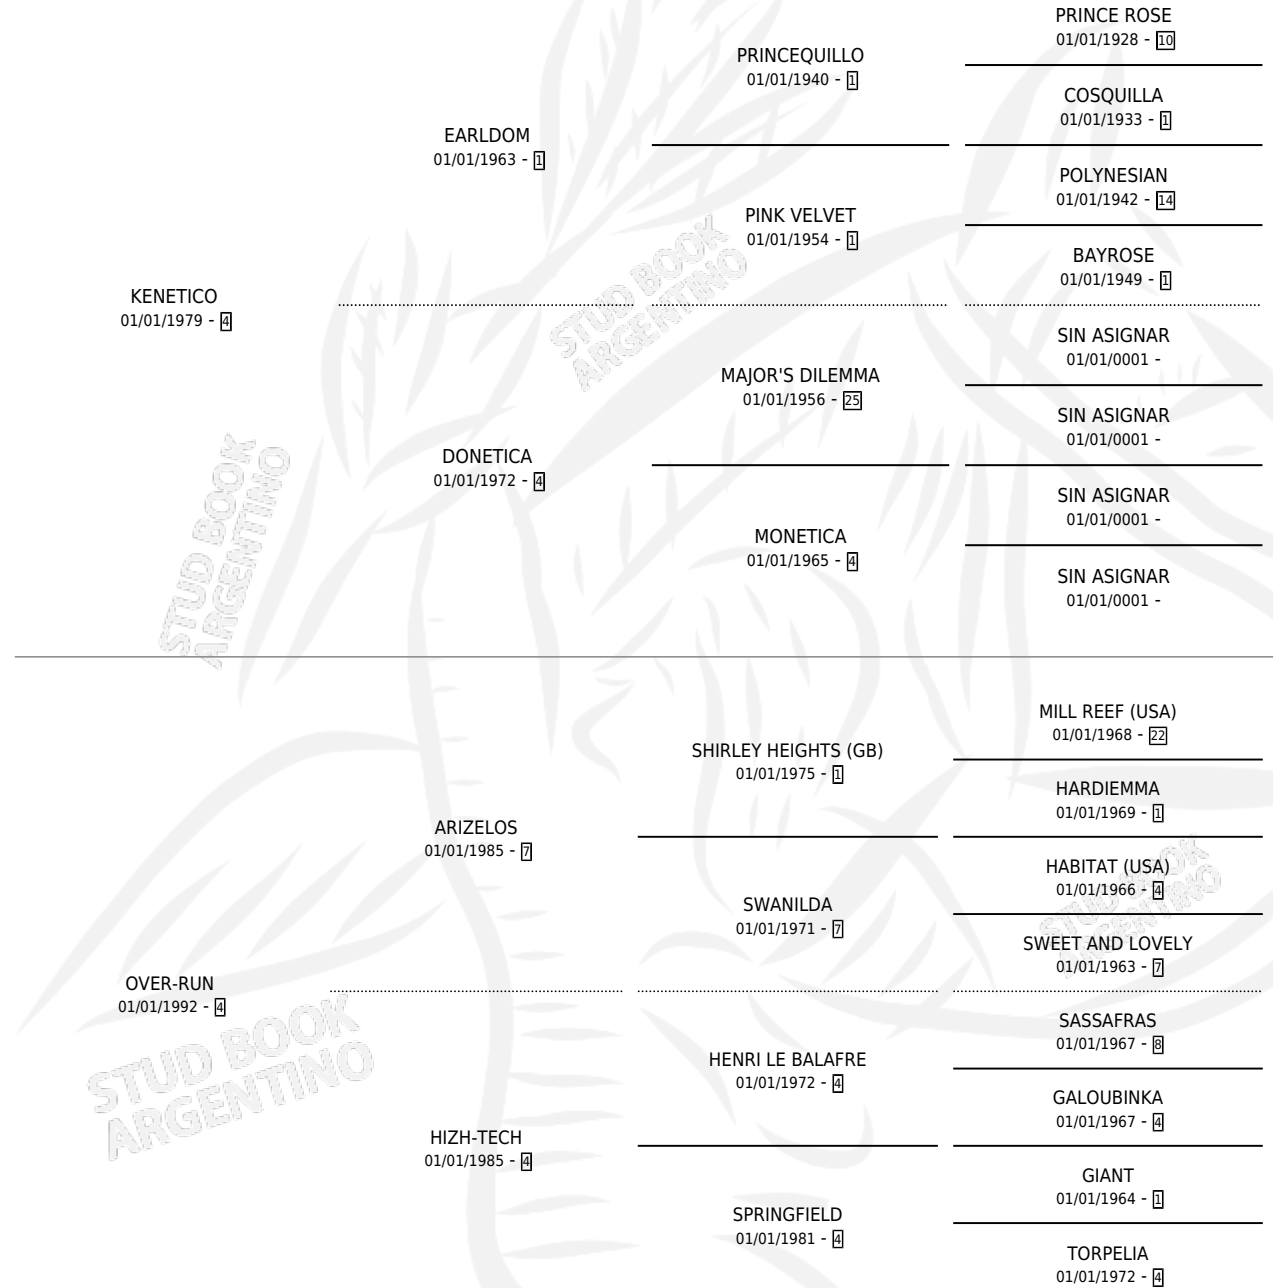 PRINCE ROSE
01/01/1928 - 10
PRINCEQUILLO
01/01/1940 - 1
COSQUILLA
01/01/1933 - 1
EARLDOM
01/01/1963 - 1
POLYNESIAN
01/01/1942 - 14
PINK VELVET
01/01/1954 - 1
BAYROSE
01/01/1949 - 1
KENETICO
01/01/1979 - 4
STUD BOOK
ARGENTINO
SIN ASIGNAR
01/01/0001 -
MAJOR'S DILEMMA
01/01/1956 - 25
SIN ASIGNAR
01/01/0001 -
DONETICA
01/01/1972 - 4
SIN ASIGNAR
01/01/0001 -
MONETICA
01/01/1965 - 4
SIN ASIGNAR
01/01/0001 -
STUD BOOK
ARGENTINO
MILL REEF (USA)
01/01/1968 - 22
SHIRLEY HEIGHTS (GB)
01/01/1975 - 1
HARDIEMMA
01/01/1969 - 1
ARIZELOS
01/01/1985 - 7
HABITAT (USA)
01/01/1966 - 4
SWANILDA
01/01/1971 - 7
SWEET AND LOVELY
01/01/1963 - 7
STUD BOOK
ARGENTINO
OVER-RUN
01/01/1992 - 4
SASSAFRAS
01/01/1967 - 8
HENRI LE BALAFRE
01/01/1972 - 4
GALOUBINKA
01/01/1967 - 4
STUD BOOK
ARGENTINO
HIZH-TECH
01/01/1985 - 4
GIANT
01/01/1964 - 1
SPRINGFIELD
01/01/1981 - 4
TORPELIA
01/01/1972 - 4